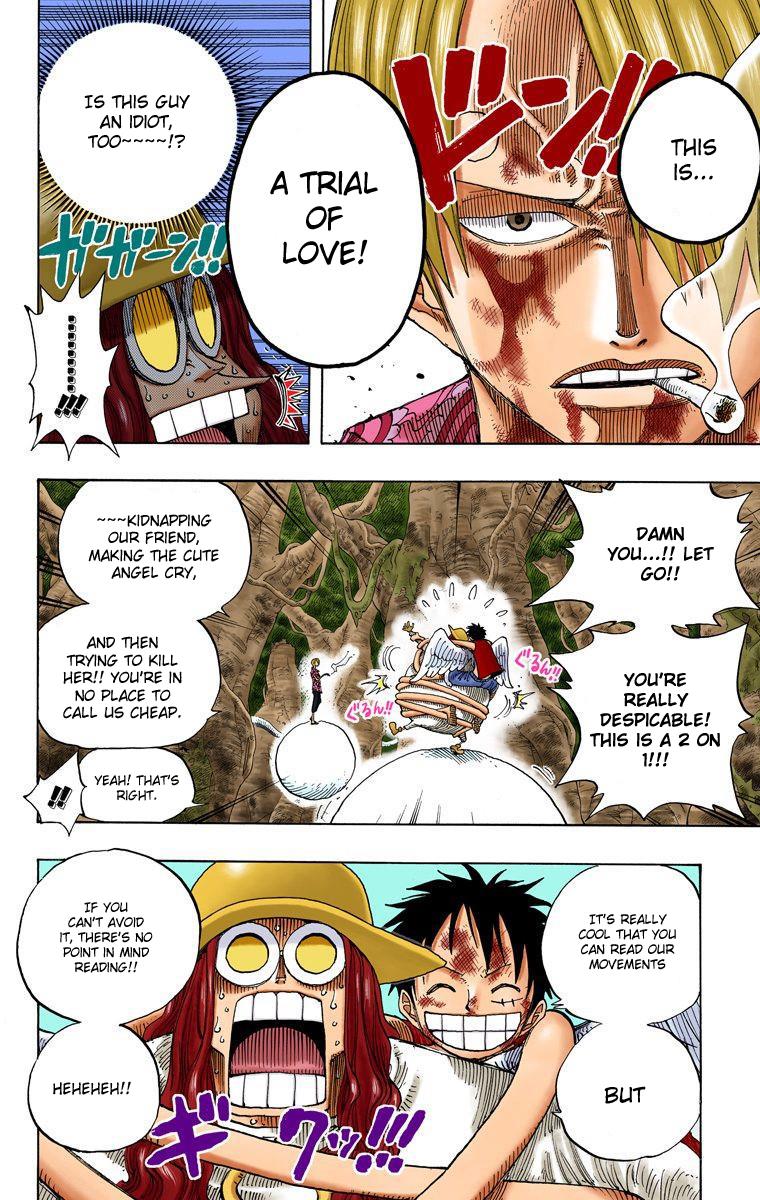 THIS
IS...
ドン!!
A TRIAL
OF
LOVE!
IS THIS GUY
AN IDIOT,
TOO~~~~!?
ガガーン!!
!!!
DAMN
YOU...!! LET
GO!!
YOU'RE
REALLY
DESPICABLE!
THIS IS A 2 ON
1!!!
ぐるん!!
ぐるん!!
~~~KIDNAPPING
OUR FRIEND,
MAKING THE CUTE
ANGEL CRY,
AND THEN
TRYING TO KILL
HER!! YOU'RE IN
NO PLACE TO
CALL US CHEAP.
YEAH! THAT'S
RIGHT.
!!
IT'S REALLY
COOL THAT YOU
CAN READ OUR
MOVEMENTS
BUT
IF YOU
CAN'T AVOID
IT, THERE'S NO
POINT IN MIND
READING!!
HEHEHEH!!
ギクッ!!!